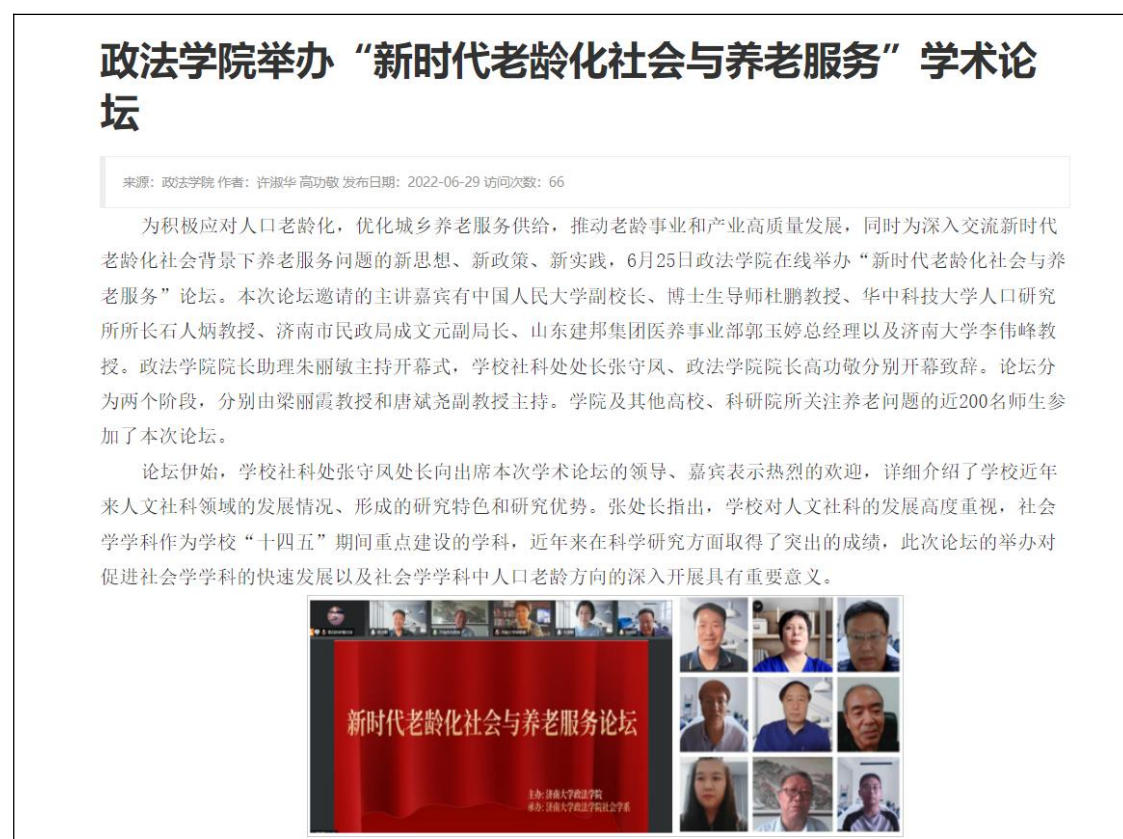 政法学院举办“新时代老龄化社会与养老服务”学术论
坛
来源：政法学院 作者：许淑华 高功敬 发布日期：2022-06-29 访问次数：66
为积极应对人口老龄化，优化城乡养老服务供给，推动老龄事业和产业高质量发展，同时为深入交流新时代
老龄化社会背景下养老服务问题的新思想、新政策、新实践，6月25日政法学院在线举办“新时代老龄化社会与养
老服务”论坛。本次论坛邀请的主讲嘉宾有中国人民大学副校长、博士生导师杜鹏教授、华中科技大学人口研究
所所长石人炳教授、济南市民政局成文元副局长、山东建邦集团医养事业部郭玉婷总经理以及济南大学李伟峰教
授。政法学院院长助理朱丽敏主持开幕式，学校社科处处长张守凤、政法学院院长高功敬分别开幕致辞。论坛分
为两个阶段，分别由梁丽霞教授和唐斌尧副教授主持。学院及其他高校、科研院所关注养老问题的近200名师生参
加了本次论坛。
论坛伊始，学校社科处张守凤处长向出席本次学术论坛的领导、嘉宾表示热烈的欢迎，详细介绍了学校近年
来人文社科领域的发展情况、形成的研究特色和研究优势。张处长指出，学校对人文社科的发展高度重视，社会
学学科作为学校“十四五”期间重点建设的学科，近年来在科学研究方面取得了突出的成绩，此次论坛的举办对
促进社会学学科的快速发展以及社会学学科中人口老龄方向的深入开展具有重要意义。
新时代老龄化社会与养老服务论坛
主办：济南大学政法学院
承办：济南大学政法学院社会学系